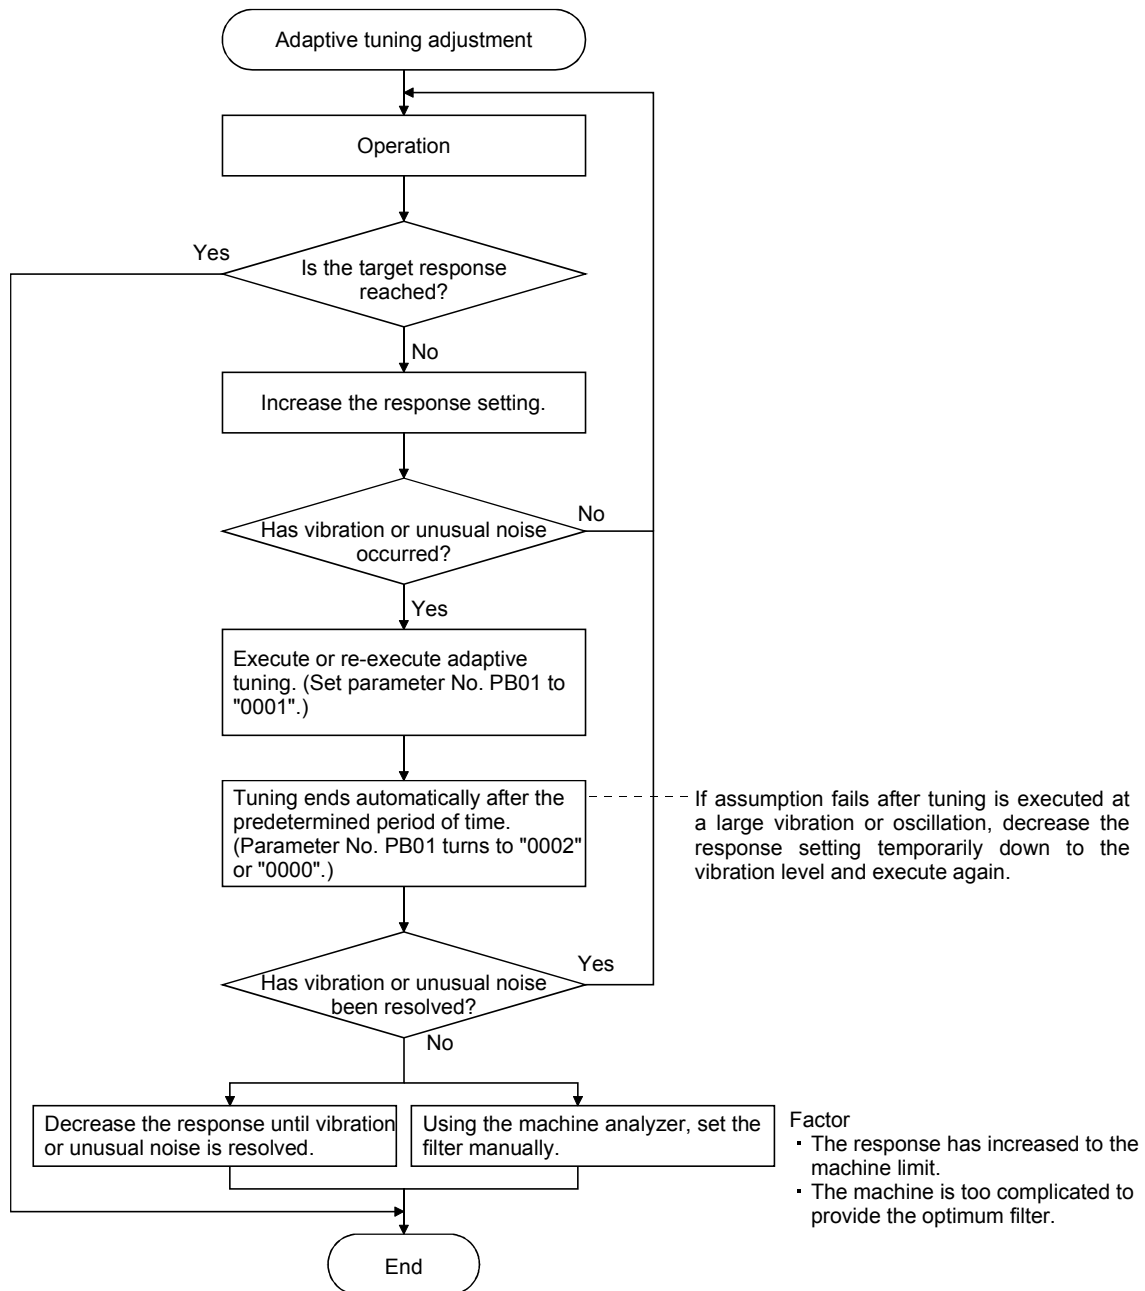 Adaptive tuning adjustment
Operation
Yes
Is the target response
reached?
No
Increase the response setting.
Has vibration or unusual noise
occurred?
No
Yes
Execute or re-execute adaptive
tuning. (Set parameter No. PB01 to
"0001".)
Tuning ends automatically after the
predetermined period of time.
(Parameter No. PB01 turns to "0002"
or "0000".)
If assumption fails after tuning is executed at
a large vibration or oscillation, decrease the
response setting temporarily down to the
vibration level and execute again.
Has vibration or unusual noise
been resolved?
Yes
No
Decrease the response until vibration
or unusual noise is resolved.
Using the machine analyzer, set the
filter manually.
Factor
· The response has increased to the
machine limit.
· The machine is too complicated to
provide the optimum filter.
End